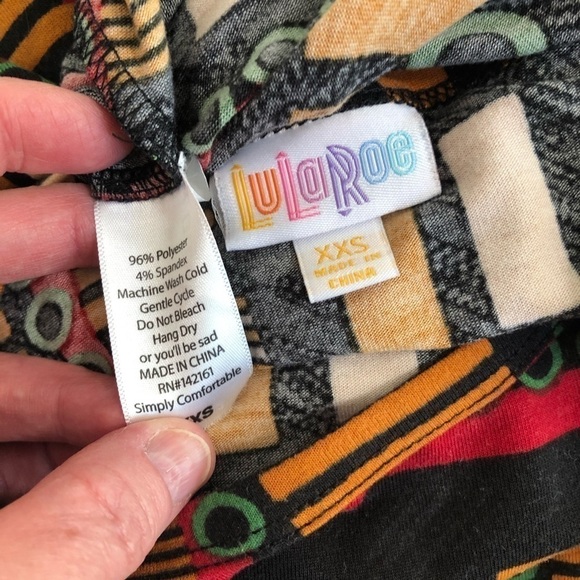 LuLaRoe
XXS
MADE IN
CHINA
96% Polyester
4% Spandex
Machine Wash Cold
Gentle Cycle
Do Not Bleach
Hang Dry
or you'll be sad
MADE IN CHINA
RN#142161
Simply Comfortable
XXS